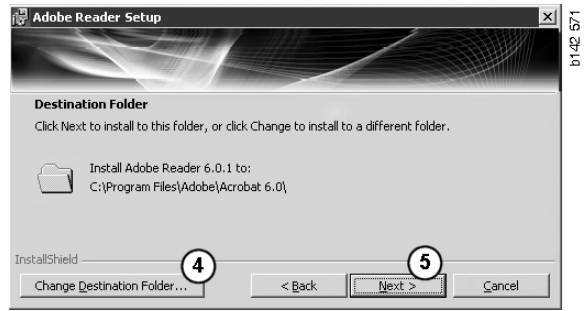 Adobe Reader Setup
b142 571
Destination Folder
Click Next to install to this folder, or click Change to install to a different folder.
Install Adobe Reader 6.0.1 to:
C:\Program Files\Adobe\Acrobat 6.0\
InstallShield
4
5
Change Destination Folder...
< Back
Next >
Cancel